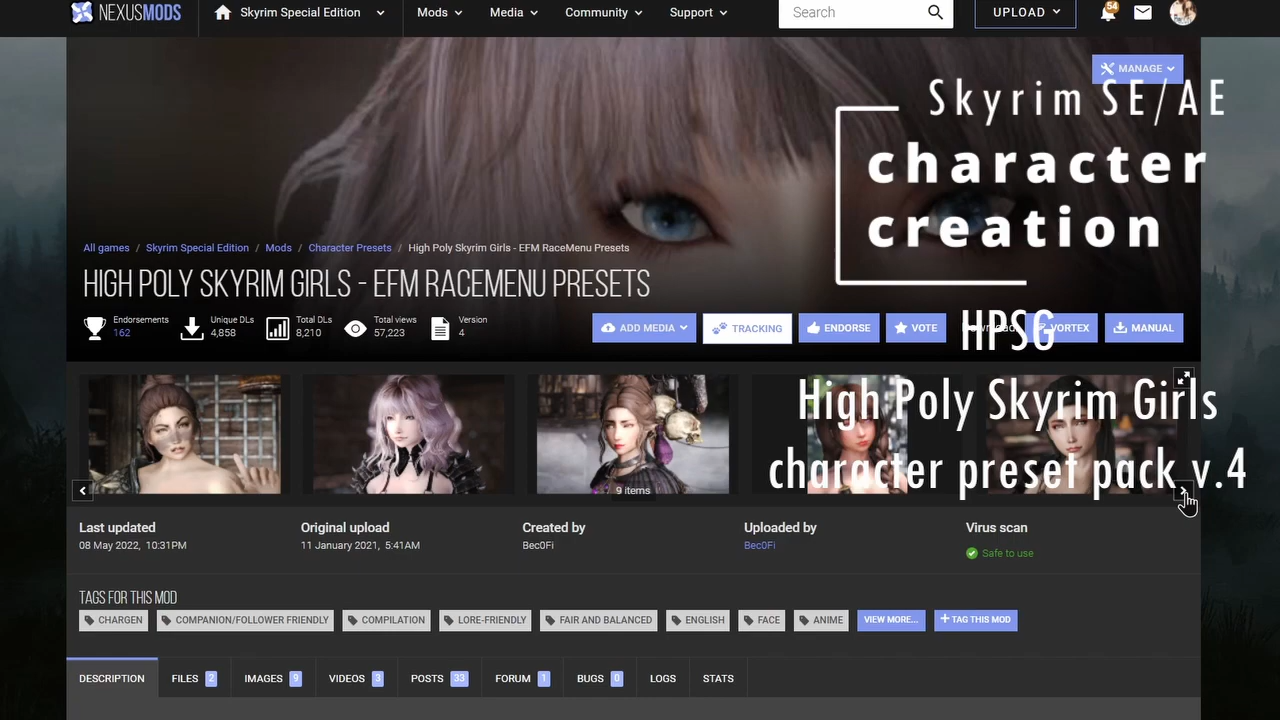 NEXUSMODS
Skyrim Special Edition
Mods
Media
Community
Support
Search
UPLOAD
54
MANAGE
Skyrim SE/AE
character
creation
All games / Skyrim Special Edition / Mods / Character Presets / High Poly Skyrim Girls - EFM RaceMenu Presets
HIGH POLY SKYRIM GIRLS - EFM RACEMENU PRESETS
Endorsements
162
Unique DLs
4,858
Total DLs
8,210
Total views
57,223
Version
4
ADD MEDIA
TRACKING
ENDORSE
VOTE
VORTEX
MANUAL
HPSG
High Poly Skyrim Girls
character preset pack v.4
9 items
Last updated
08 May 2022, 10:31PM
Original upload
11 January 2021, 5:41AM
Created by
Bec0Fi
Uploaded by
Bec0Fi
Virus scan
Safe to use
TAGS FOR THIS MOD
CHARGEN
COMPANION/FOLLOWER FRIENDLY
COMPILATION
LORE-FRIENDLY
FAIR AND BALANCED
ENGLISH
FACE
ANIME
VIEW MORE...
+ TAG THIS MOD
DESCRIPTION
FILES 2
IMAGES 9
VIDEOS 3
POSTS 33
FORUM 1
BUGS 0
LOGS
STATS